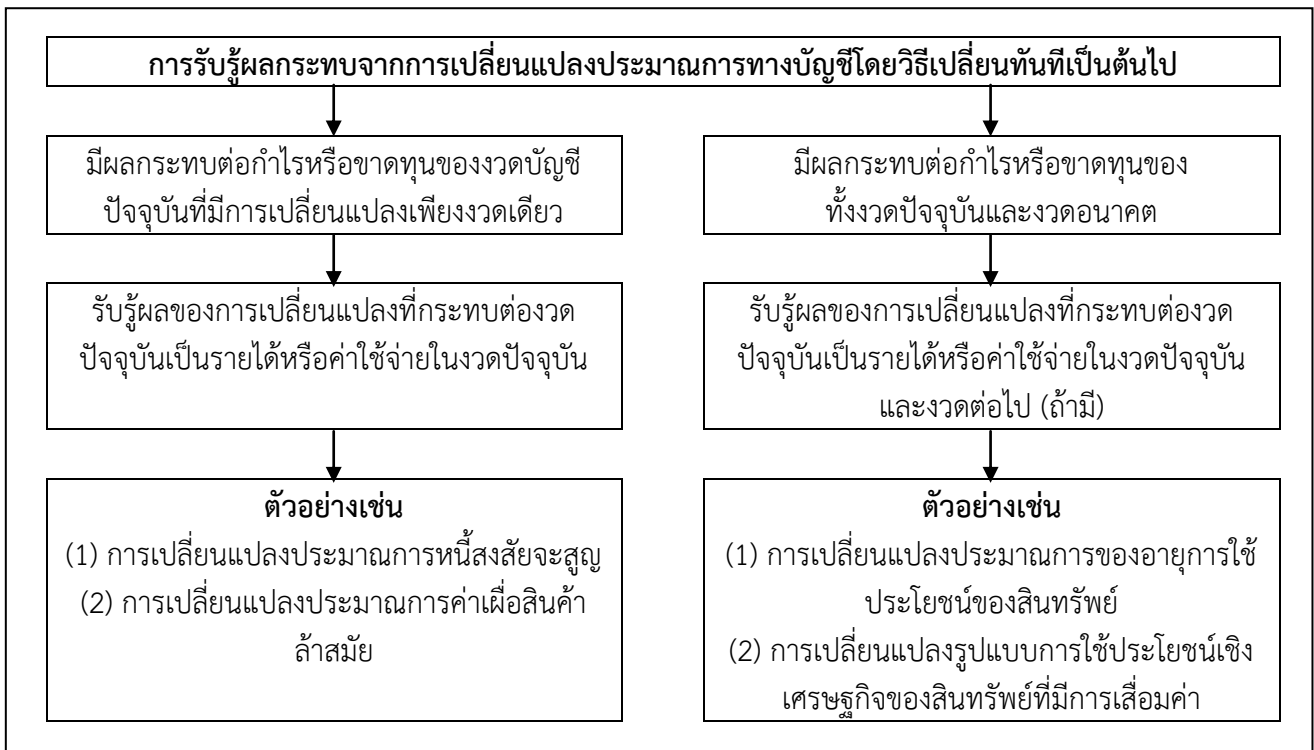 การรับรู้ผลกระทบจากการเปลี่ยนแปลงประมาณการทางบัญชีโดยวิธีเปลี่ยนทันทีเป็นต้นไป
มีผลกระทบต่อกำไรหรือขาดทุนของงวดบัญชี
ปัจจุบันที่มีการเปลี่ยนแปลงเพียงงวดเดียว
รับรู้ผลของการเปลี่ยนแปลงที่กระทบต่องวด
ปัจจุบันเป็นรายได้หรือค่าใช้จ่ายในงวดปัจจุบัน
ตัวอย่างเช่น
(1) การเปลี่ยนแปลงประมาณการหนี้สงสัยจะสูญ
(2) การเปลี่ยนแปลงประมาณการค่าเผื่อสินค้า
ล้าสมัย
มีผลกระทบต่อกำไรหรือขาดทุนของ
ทั้งงวดปัจจุบันและงวดอนาคต
รับรู้ผลของการเปลี่ยนแปลงที่กระทบต่องวด
ปัจจุบันเป็นรายได้หรือค่าใช้จ่ายในงวดปัจจุบัน
และงวดต่อไป (ถ้ามี)
ตัวอย่างเช่น
(1) การเปลี่ยนแปลงประมาณการของอายุการใช้
ประโยชน์ของสินทรัพย์
(2) การเปลี่ยนแปลงรูปแบบการใช้ประโยชน์เชิง
เศรษฐกิจของสินทรัพย์ที่มีการเสื่อมค่า